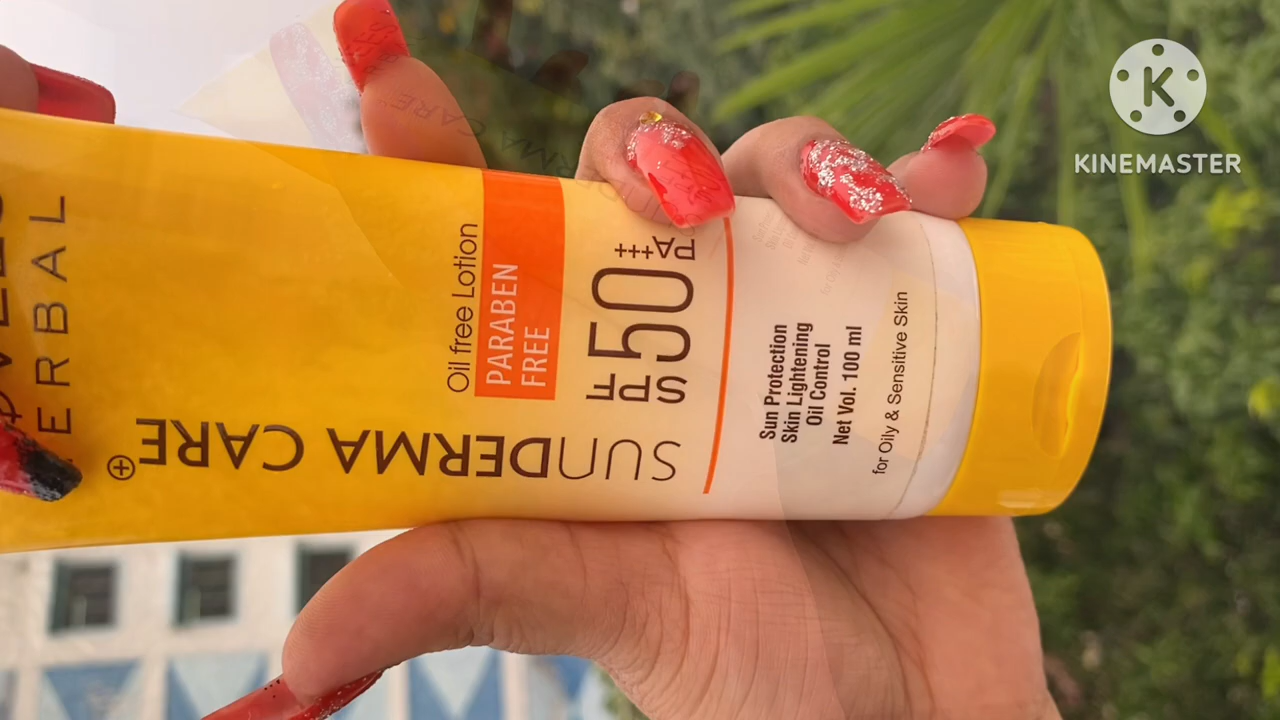 ERBAL
SUNDERMA CARE+
Oil free Lotion
PARABEN
FREE
SPF 50 PA+++
Sun Protection
Skin Lightening
Oil Control
Net Vol. 100 ml
for Oily & Sensitive Skin
KINEMASTER